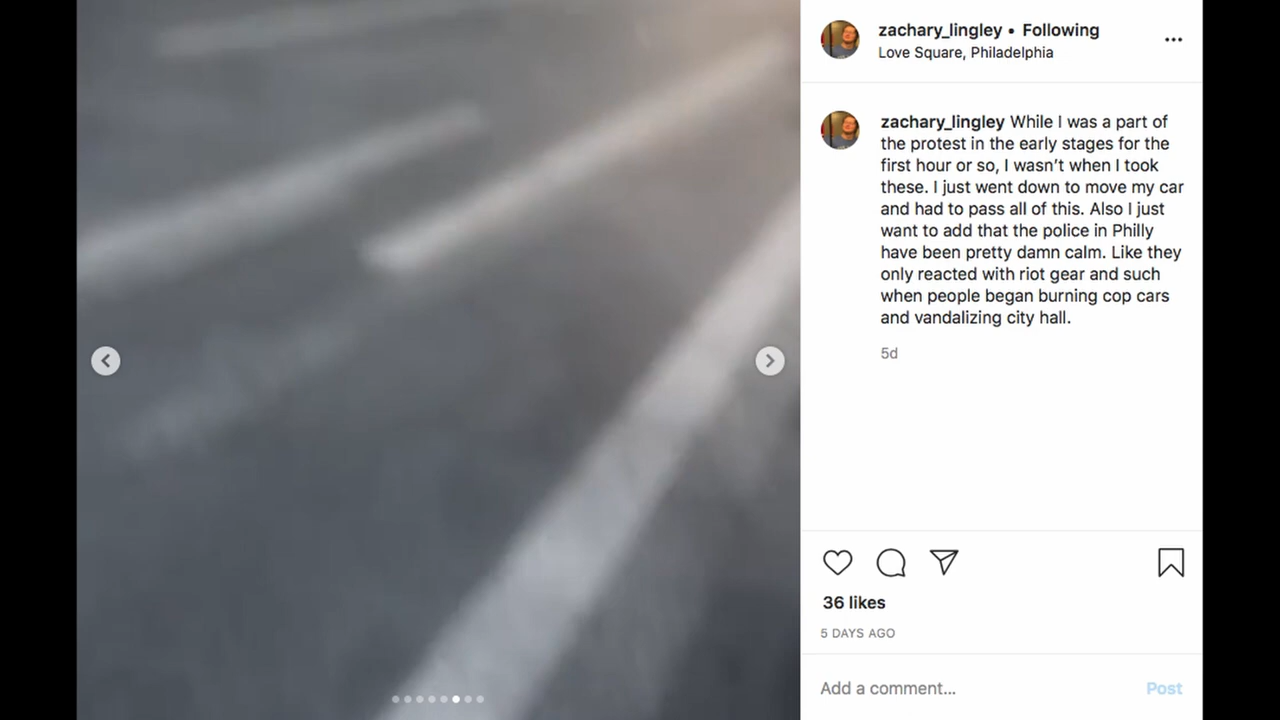 zachary_lingley • Following
Love Square, Philadelphia
zachary_lingley While I was a part of
the protest in the early stages for the
first hour or so, I wasn’t when I took
these. I just went down to move my car
and had to pass all of this. Also I just
want to add that the police in Philly
have been pretty damn calm. Like they
only reacted with riot gear and such
when people began burning cop cars
and vandalizing city hall.
5d
36 likes
5 DAYS AGO
Add a comment...
Post